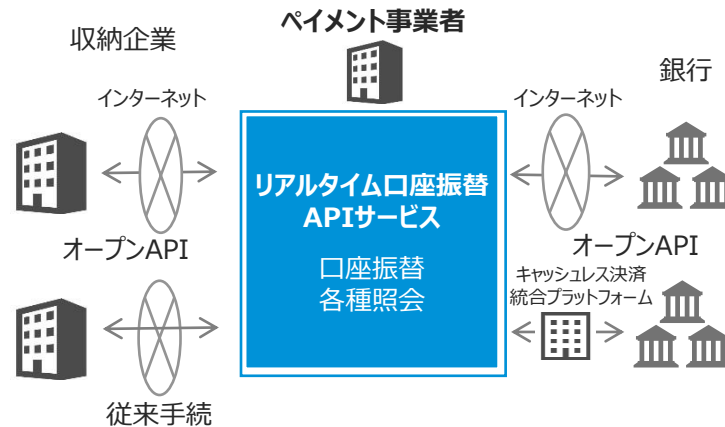 ペイメント事業者
収納企業
銀行
インターネット
インターネット
リアルタイム口座振替
APIサービス
口座振替
各種照会
オープンAPI
オープンAPI
キャッシュレス決済
統合プラットフォーム
従来手続